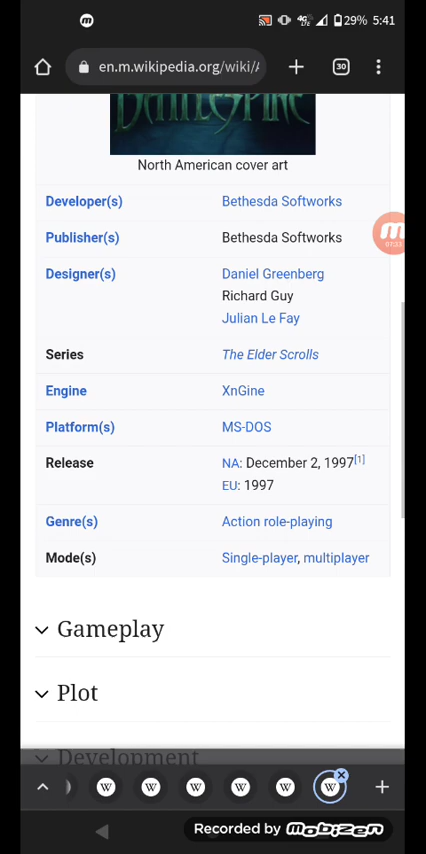 29% 5:41
en.m.wikipedia.org/wiki/
30
North American cover art
Developer(s) Bethesda Softworks
Publisher(s) Bethesda Softworks
07:33
Designer(s) Daniel Greenberg
Richard Guy
Julian Le Fay
Series The Elder Scrolls
Engine XnGine
Platform(s) MS-DOS
Release NA: December 2, 1997[1]
EU: 1997
Genre(s) Action role-playing
Mode(s) Single-player, multiplayer
Gameplay
Plot
Development
W W W W W W
Recorded by mobizen